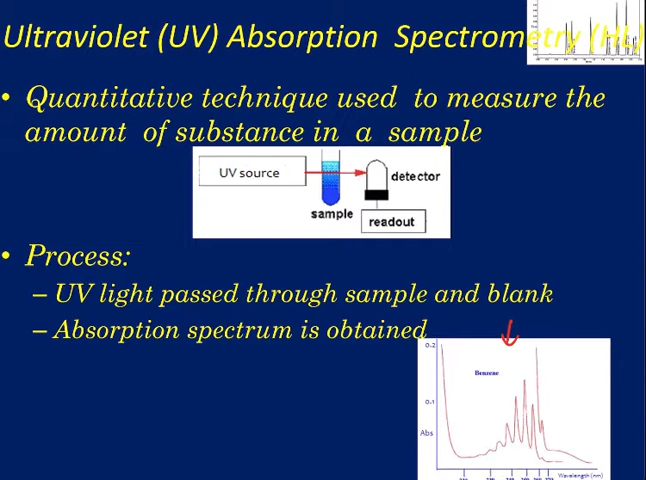 Ultraviolet (UV) Absorption Spectrometry (HL)
• Quantitative technique used to measure the
amount of substance in a sample
UV source
detector
sample
readout
• Process:
– UV light passed through sample and blank
– Absorption spectrum is obtained
0.2
Benzene
0.1
Abs
Wavelength (nm)